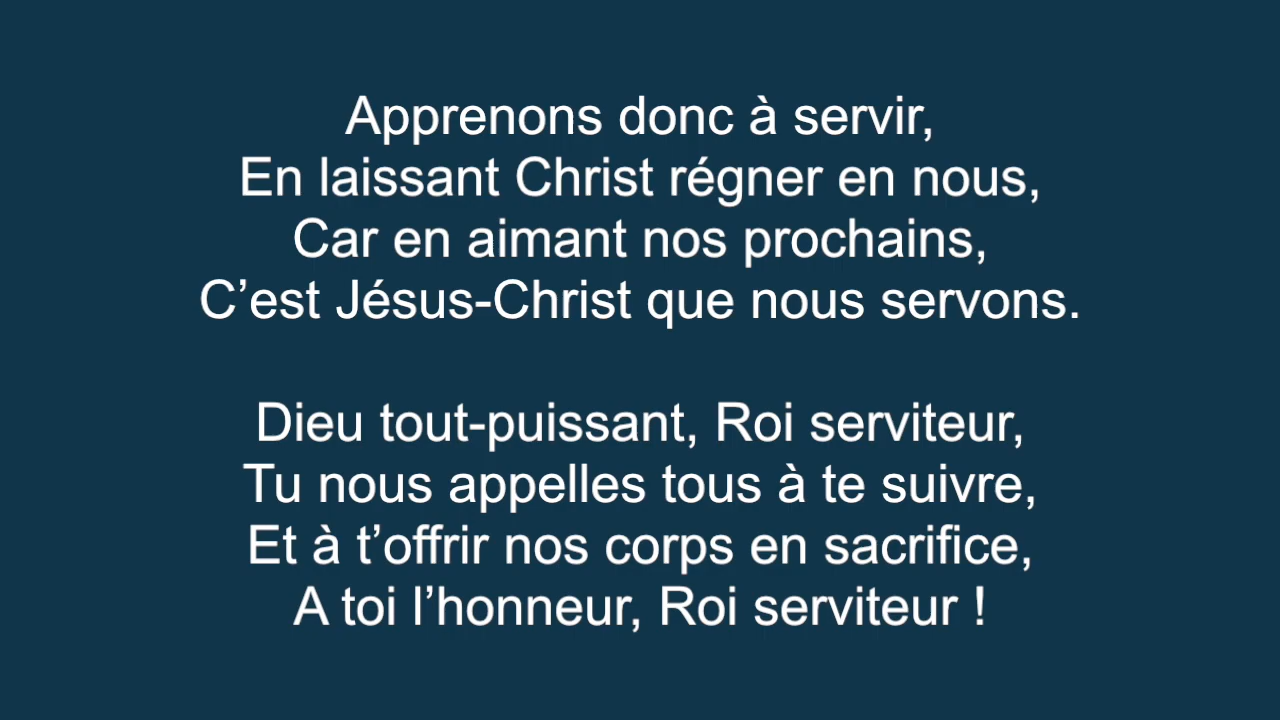 Apprenons donc à servir,
En laissant Christ régner en nous,
Car en aimant nos prochains,
C’est Jésus-Christ que nous servons.
Dieu tout-puissant, Roi serviteur,
Tu nous appelles tous à te suivre,
Et à t’offrir nos corps en sacrifice,
A toi l’honneur, Roi serviteur !